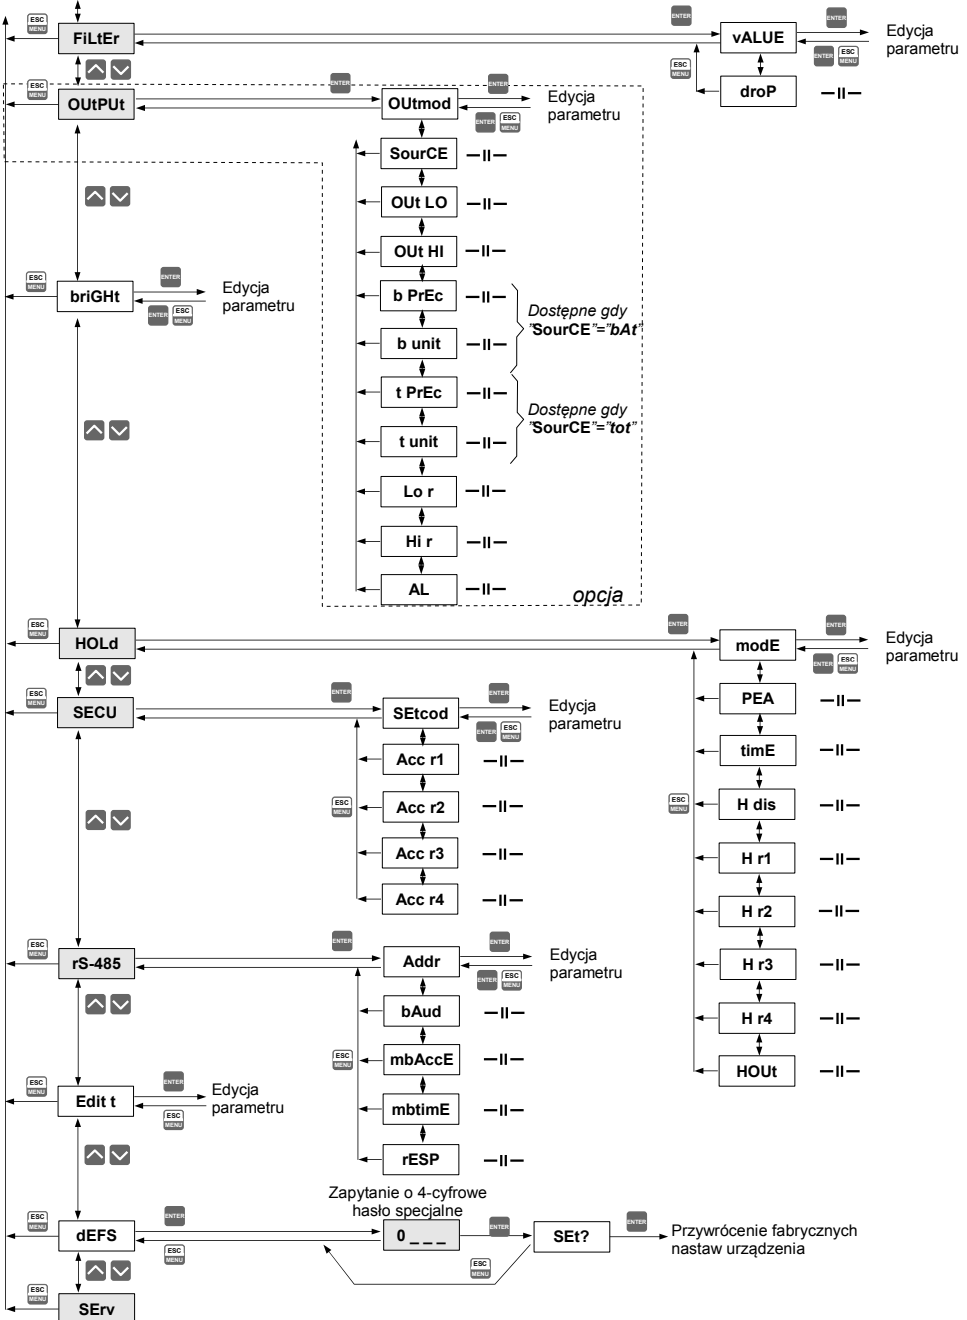 ESC
MENU
FiLtEr
ENTER
vALUE
ENTER
ENTER
ESC
MENU
Edycja
parametru
ESC
MENU
droP
—II—
ESC
MENU
OUtPUt
ENTER
OUtmod
ENTER
ENTER
ESC
MENU
Edycja
parametru
SourCE
—II—
OUt LO
—II—
OUt HI
—II—
b PrEc
—II—
b unit
—II—
Dostępne gdy
"SourCE"="bAt"
t PrEc
—II—
t unit
—II—
Dostępne gdy
"SourCE"="tot"
Lo r
—II—
Hi r
—II—
AL
—II—
opcja
ESC
MENU
briGHt
ENTER
ENTER
ESC
MENU
Edycja
parametru
ESC
MENU
HOLd
ENTER
modE
ENTER
ENTER
ESC
MENU
Edycja
parametru
PEA
—II—
timE
—II—
ESC
MENU
H dis
—II—
H r1
—II—
H r2
—II—
H r3
—II—
H r4
—II—
HOUt
—II—
ESC
MENU
SECU
ENTER
SEtcod
ENTER
ENTER
ESC
MENU
Edycja
parametru
Acc r1
—II—
ESC
MENU
Acc r2
—II—
Acc r3
—II—
Acc r4
—II—
ESC
MENU
rS-485
ENTER
Addr
ENTER
ENTER
ESC
MENU
Edycja
parametru
bAud
—II—
ESC
MENU
mbAccE
—II—
mbtimE
—II—
rESP
—II—
ESC
MENU
Edit t
ENTER
ESC
MENU
Edycja
parametru
ESC
MENU
dEFS
ENTER
ESC
MENU
Zapytanie o 4-cyfrowe
hasło specjalne
0 _ _ _
ENTER
ESC
MENU
SEt?
ENTER
Przywrócenie fabrycznych
nastaw urządzenia
ESC
MENU
SErv